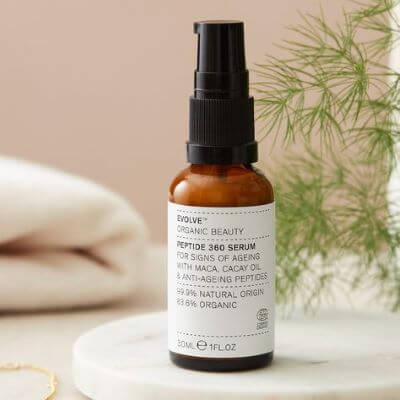 EVOLVE™
ORGANIC BEAUTY
PEPTIDE 360 SERUM
FOR SIGNS OF AGEING
WITH MACA, CACAY OIL
& ANTI-AGEING PEPTIDES
99.9% NATURAL ORIGIN
83.6% ORGANIC
30ML ℮ 1FL.OZ